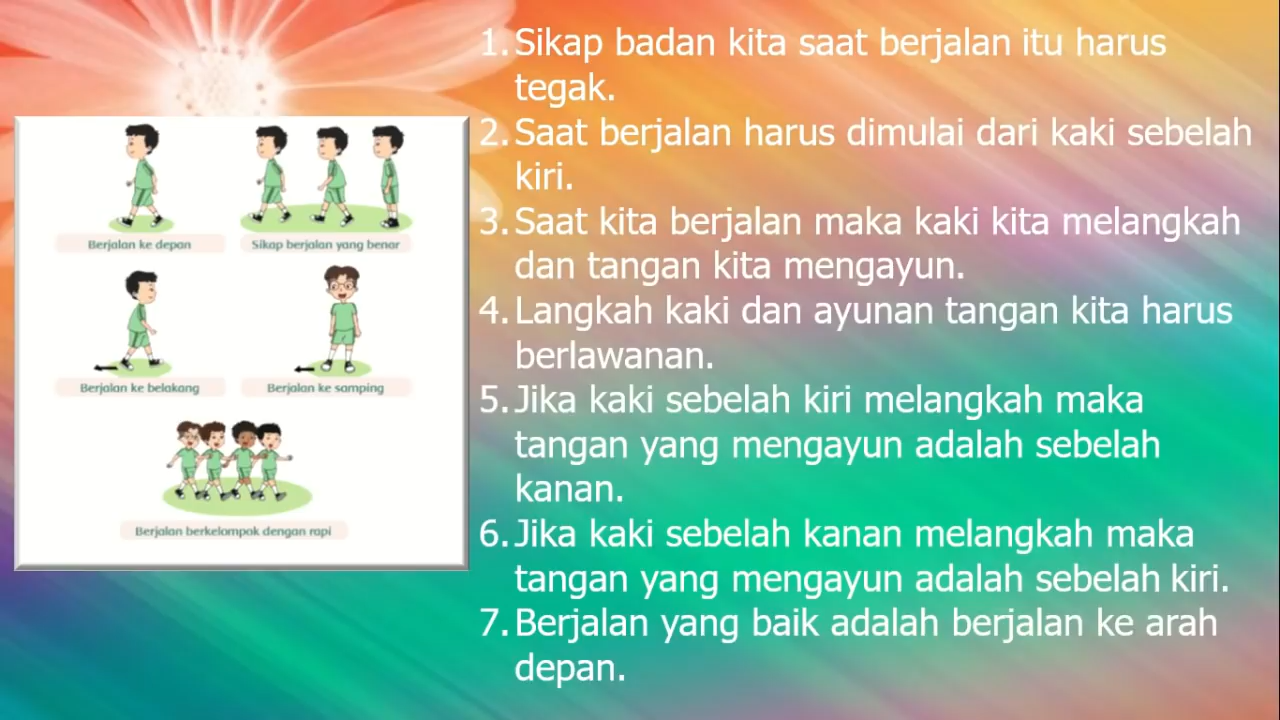 Berjalan ke depan
Sikap berjalan yang benar
Berjalan ke belakang
Berjalan ke samping
Berjalan berkelompok dengan rapi
1. Sikap badan kita saat berjalan itu harus
tegak.
2. Saat berjalan harus dimulai dari kaki sebelah
kiri.
3. Saat kita berjalan maka kaki kita melangkah
dan tangan kita mengayun.
4. Langkah kaki dan ayunan tangan kita harus
berlawanan.
5. Jika kaki sebelah kiri melangkah maka
tangan yang mengayun adalah sebelah
kanan.
6. Jika kaki sebelah kanan melangkah maka
tangan yang mengayun adalah sebelah kiri.
7. Berjalan yang baik adalah berjalan ke arah
depan.